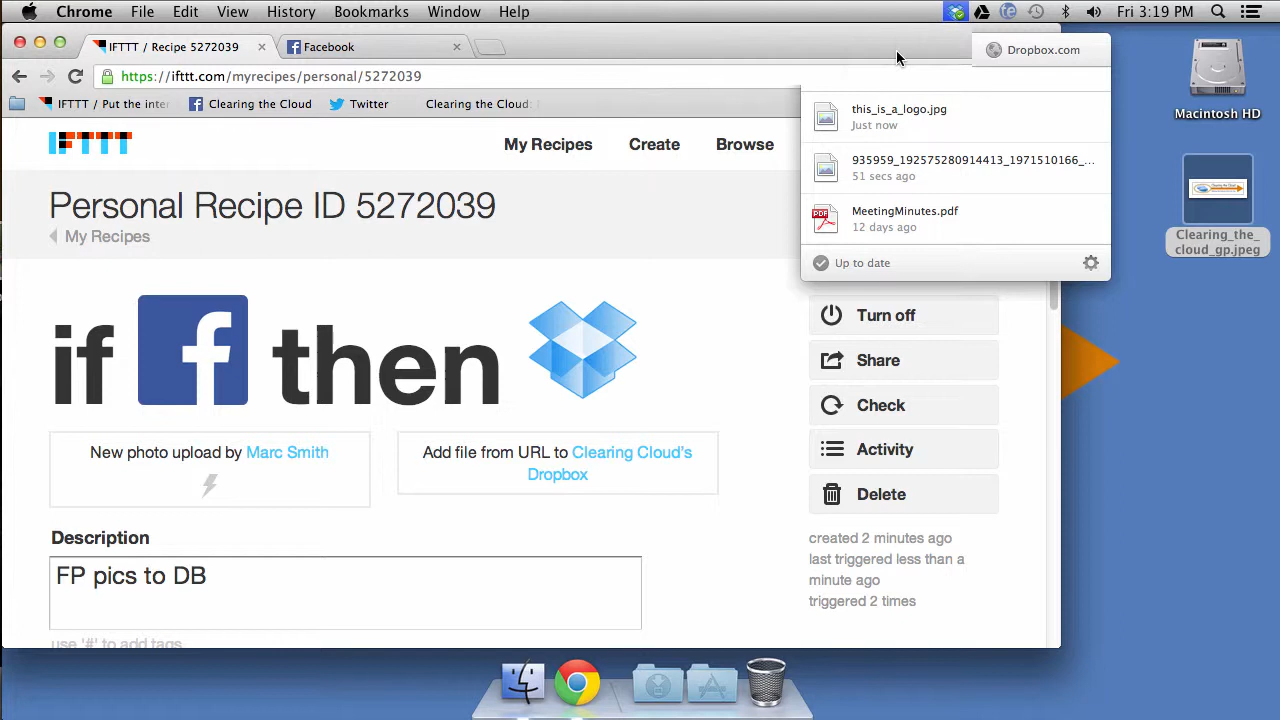 Chrome File Edit View History Bookmarks Window Help Fri 3:19 PM
IFTTT / Recipe 5272039 Facebook
Dropbox.com
https://ifttt.com/myrecipes/personal/5272039
IFTTT / Put the inter Clearing the Cloud Twitter Clearing the Cloud:
this_is_a_logo.jpg
Just now
935959_192575280914413_1971510166_...
51 secs ago
MeetingMinutes.pdf
12 days ago
Up to date
Macintosh HD
Clearing_the_
cloud_gp.jpeg
IFTTT My Recipes Create Browse
Personal Recipe ID 5272039
My Recipes
if f then
New photo upload by Marc Smith
Add file from URL to Clearing Cloud's
Dropbox
Description
FP pics to DB
use '#' to add tags
Turn off
Share
Check
Activity
Delete
created 2 minutes ago
last triggered less than a
minute ago
triggered 2 times